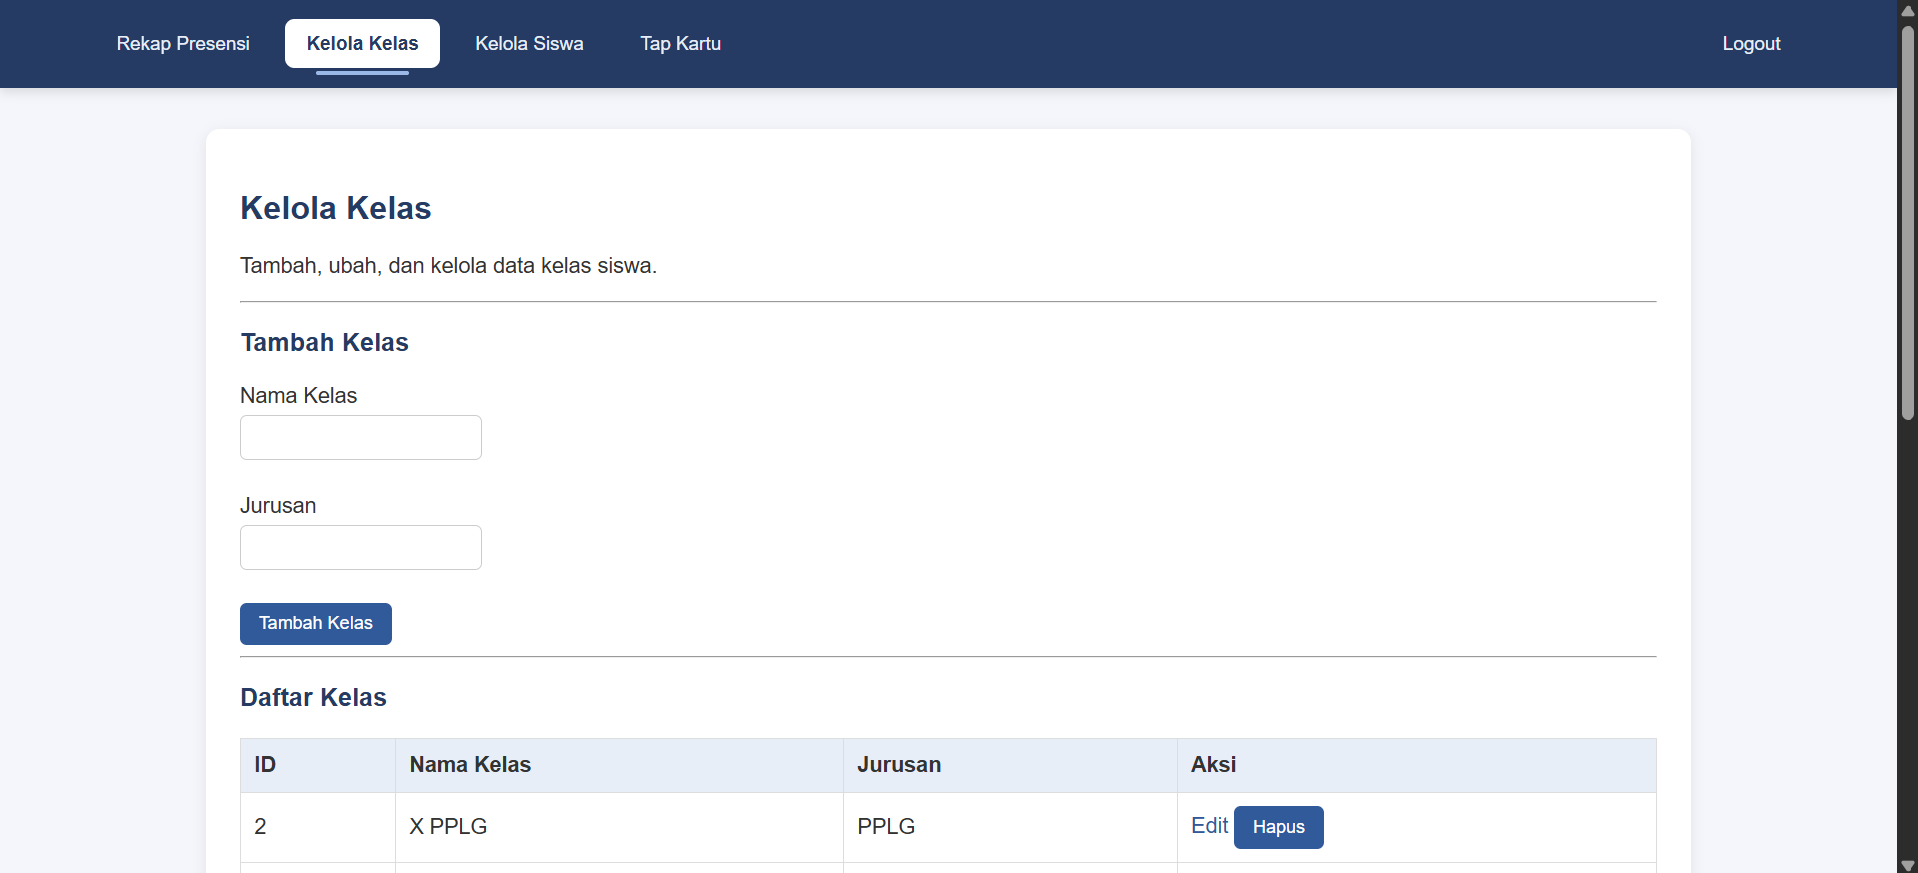 Rekap Presensi Kelola Kelas Kelola Siswa Tap Kartu Logout
Kelola Kelas
Tambah, ubah, dan kelola data kelas siswa.
Tambah Kelas
Nama Kelas
Jurusan
Tambah Kelas
Daftar Kelas
ID Nama Kelas Jurusan Aksi
2 X PPLG PPLG Edit Hapus